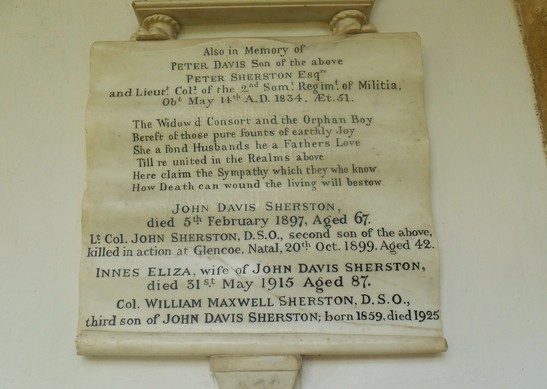 Also in Memory of
PETER DAVIS Son of the above
PETER SHERSTON Esqre
and Lieut. Col. of the 2nd Som. Regimt. of Militia,
Obt. May 14th A.D. 1834, Æt.51.
The Widow'd Consort and the Orphan Boy
Bereft of those pure founts of earthly Joy
She a fond Husbands he a Fathers Love
Till re united in the Realms above
Here claim the Sympathy which they who know
How Death can wound the living will bestow
JOHN DAVIS SHERSTON,
died 5th February 1897, Aged 67.
Lt. Col. JOHN SHERSTON, D.S.O., second son of the above,
killed in action at Glencoe, Natal, 20th Oct. 1899. Aged 42.
INNES ELIZA, wife of JOHN DAVIS SHERSTON,
died 31st May 1915 Aged 87.
Col. WILLIAM MAXWELL SHERSTON, D.S.O.,
third son of JOHN DAVIS SHERSTON; born 1859, died 1925